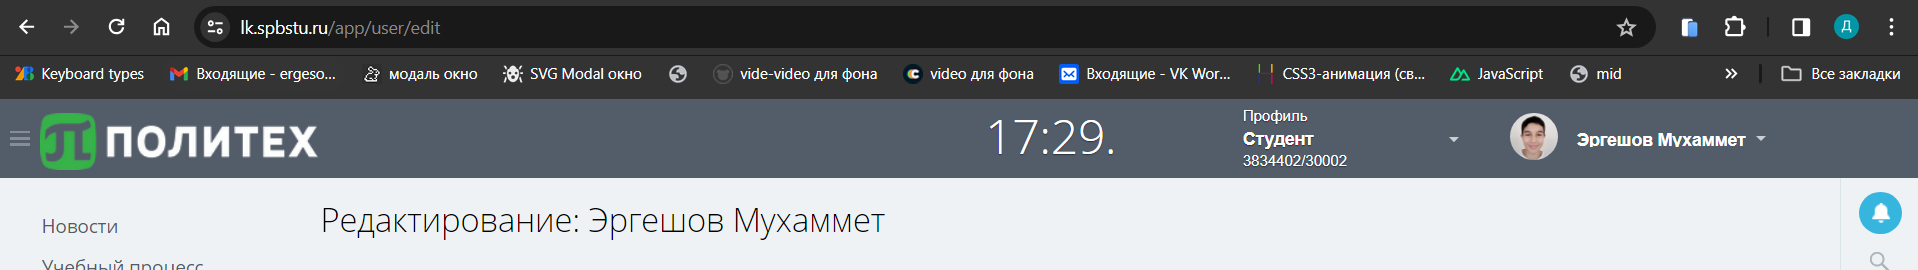 lk.spbstu.ru/app/user/edit
Д
Keyboard types
Входящие - ergeso...
модаль окно
SVG Modal окно
vide-video для фона
video для фона
Входящие - VK Wor...
CSS3-анимация (св...
JavaScript
mid
Все закладки
ПОЛИТЕХ
17:29.
Профиль
Студент
3834402/30002
Эргешов Мухаммет
Новости
Редактирование: Эргешов Мухаммет
Учебный процесс